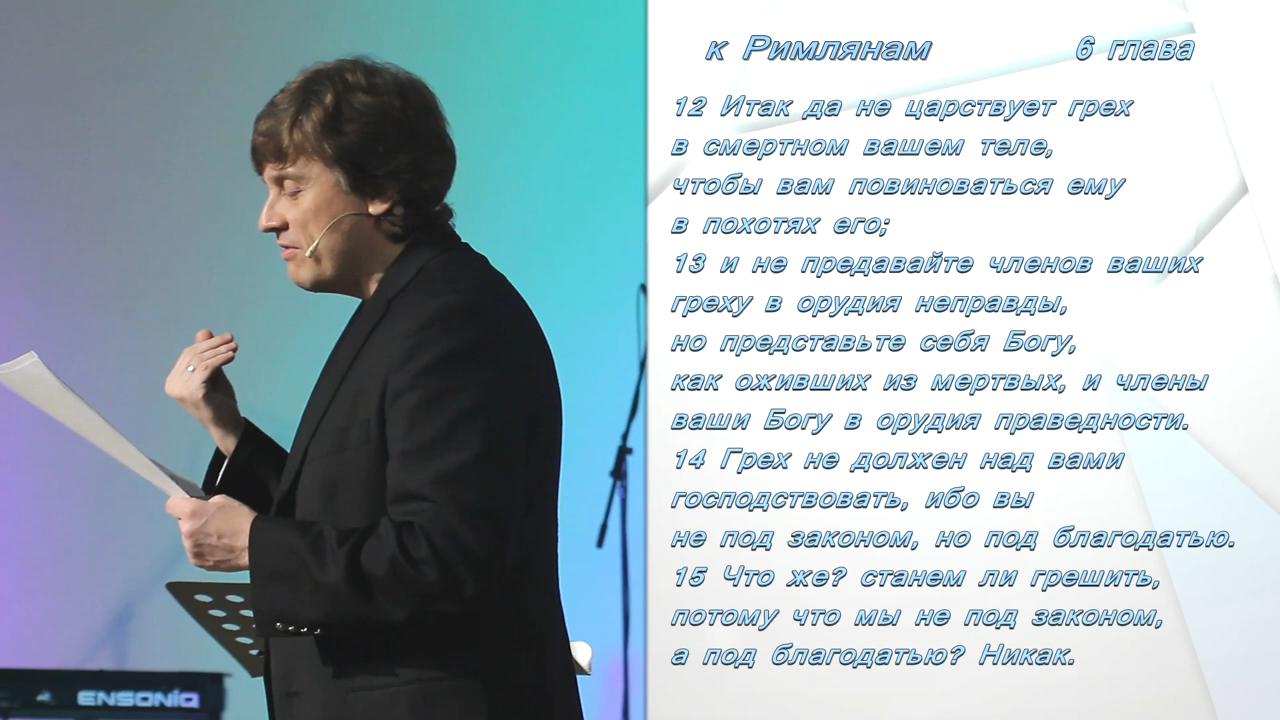 к Римлянам 6 глава
12 Итак да не царствует грех
в смертном вашем теле,
чтобы вам повиноваться ему
в похотях его;
13 и не предавайте членов ваших
греху в орудия неправды,
но представьте себя Богу,
как оживших из мертвых, и члены
ваши Богу в орудия праведности.
14 Грех не должен над вами
господствовать, ибо вы
не под законом, но под благодатью.
15 Что же? станем ли грешить,
потому что мы не под законом,
а под благодатью? Никак.
ENSONIQ